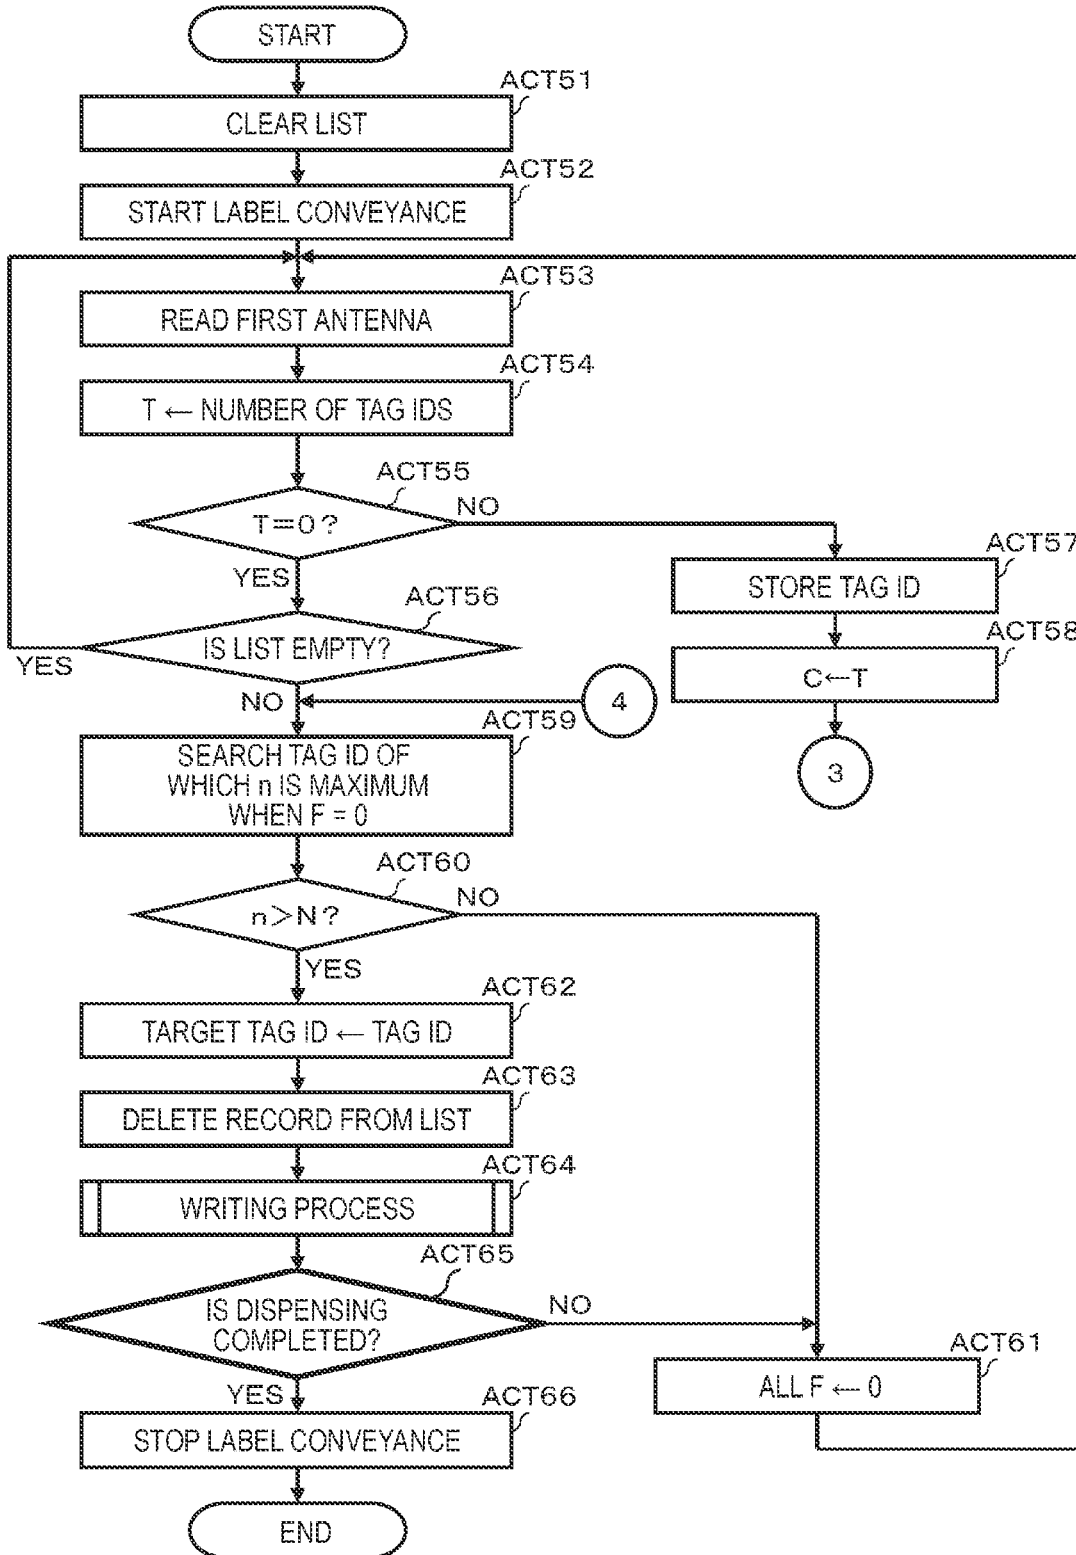 START
ACT51
CLEAR LIST
ACT52
START LABEL CONVEYANCE
ACT53
READ FIRST ANTENNA
ACT54
T ← NUMBER OF TAG IDS
ACT55
T=0?
NO
YES
ACT57
STORE TAG ID
ACT56
IS LIST EMPTY?
YES
NO
ACT58
C←T
4
3
ACT59
SEARCH TAG ID OF
WHICH n IS MAXIMUM
WHEN F = 0
ACT60
n>N?
NO
YES
ACT62
TARGET TAG ID ← TAG ID
ACT63
DELETE RECORD FROM LIST
ACT64
WRITING PROCESS
ACT65
IS DISPENSING
COMPLETED?
NO
YES
ACT61
ALL F ← 0
ACT66
STOP LABEL CONVEYANCE
END